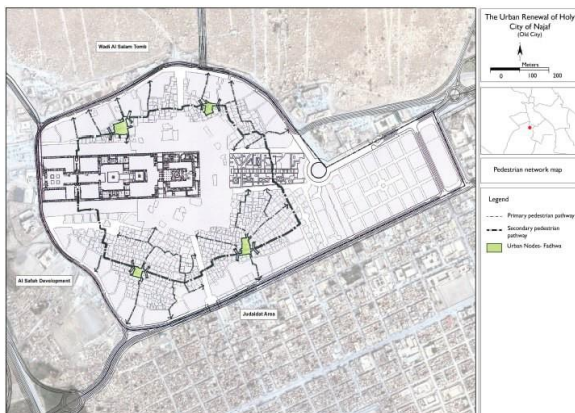 The Urban Renewal of Holy
City of Najaf
(Old City)
Meters
0 100 200
Pedestrian network map
Legend
Primary pedestrian pathway
Secondary pedestrian
pathway
Urban Nodes- Fadhwa
Wadi Al Salam Tomb
Al Safeh Development
Judaidat Area